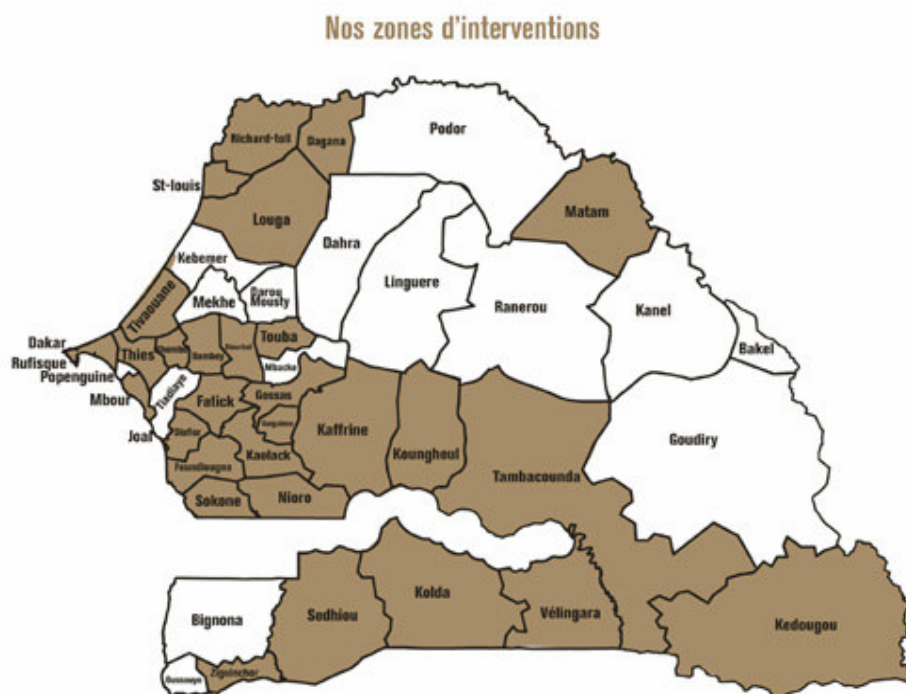 Nos zones d'interventions
Richard-toll
Dagana
Podor
St-louis
Louga
Matam
Kebemer
Dahra
Linguere
Ranerou
Kanel
Bakel
Mekhe
Darou
Mousty
Tivaouane
Dakar
Rufisque
Popenguine
Thies
Bambey
Touba
Mbacke
Mbour
Tiadiaye
Joal
Fatick
Gossas
Kaffrine
Koungheul
Tambacounda
Goudiry
Kaolack
Foundiougne
Sokone
Nioro
Bignona
Sedhiou
Kolda
Vélingara
Kedougou
Ziguinchor